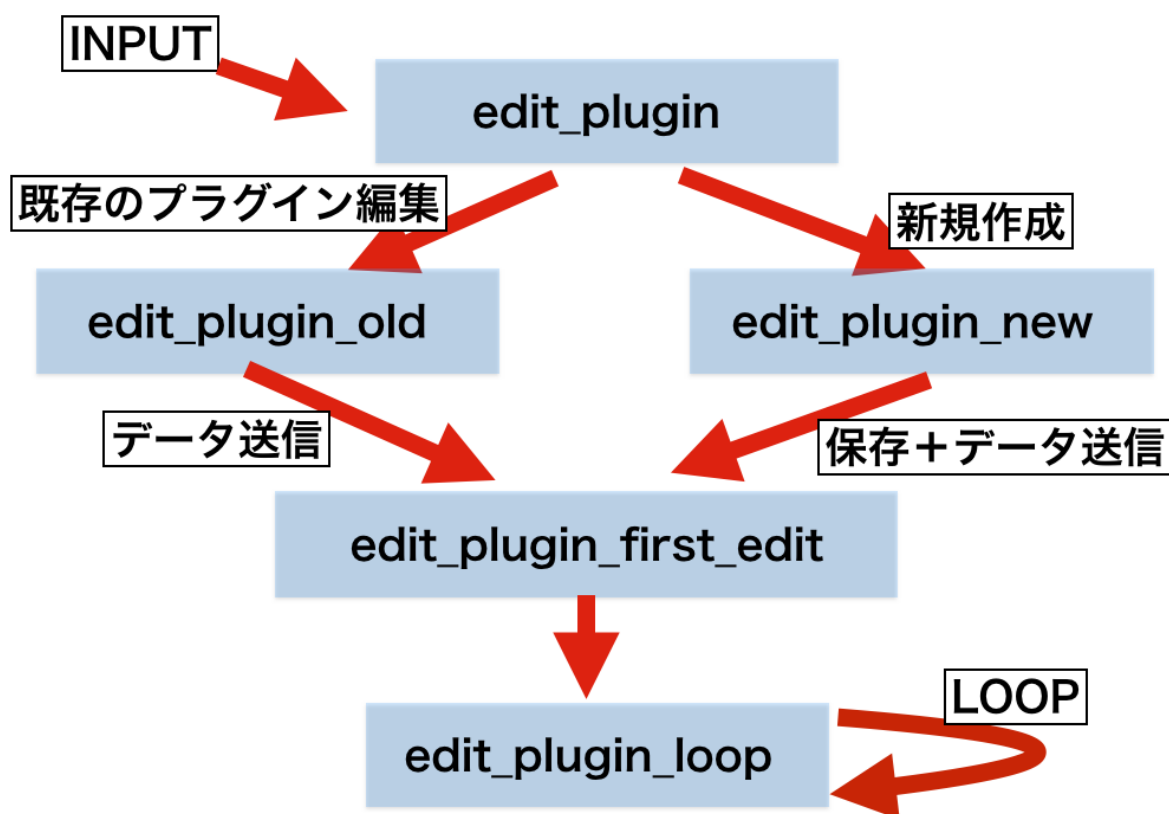 INPUT
edit_plugin
既存のプラグイン編集
新規作成
edit_plugin_old
edit_plugin_new
データ送信
保存＋データ送信
edit_plugin_first_edit
LOOP
edit_plugin_loop